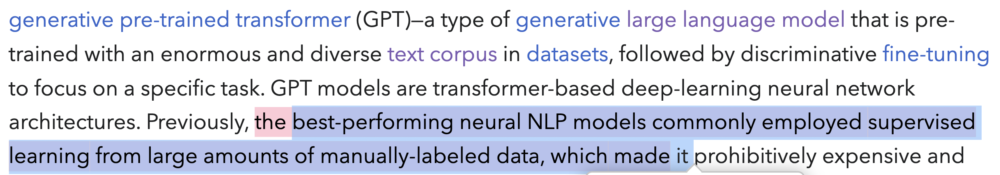 generative pre-trained transformer (GPT)—a type of generative large language model that is pre-
trained with an enormous and diverse text corpus in datasets, followed by discriminative fine-tuning
to focus on a specific task. GPT models are transformer-based deep-learning neural network
architectures. Previously, the best-performing neural NLP models commonly employed supervised
learning from large amounts of manually-labeled data, which made it prohibitively expensive and